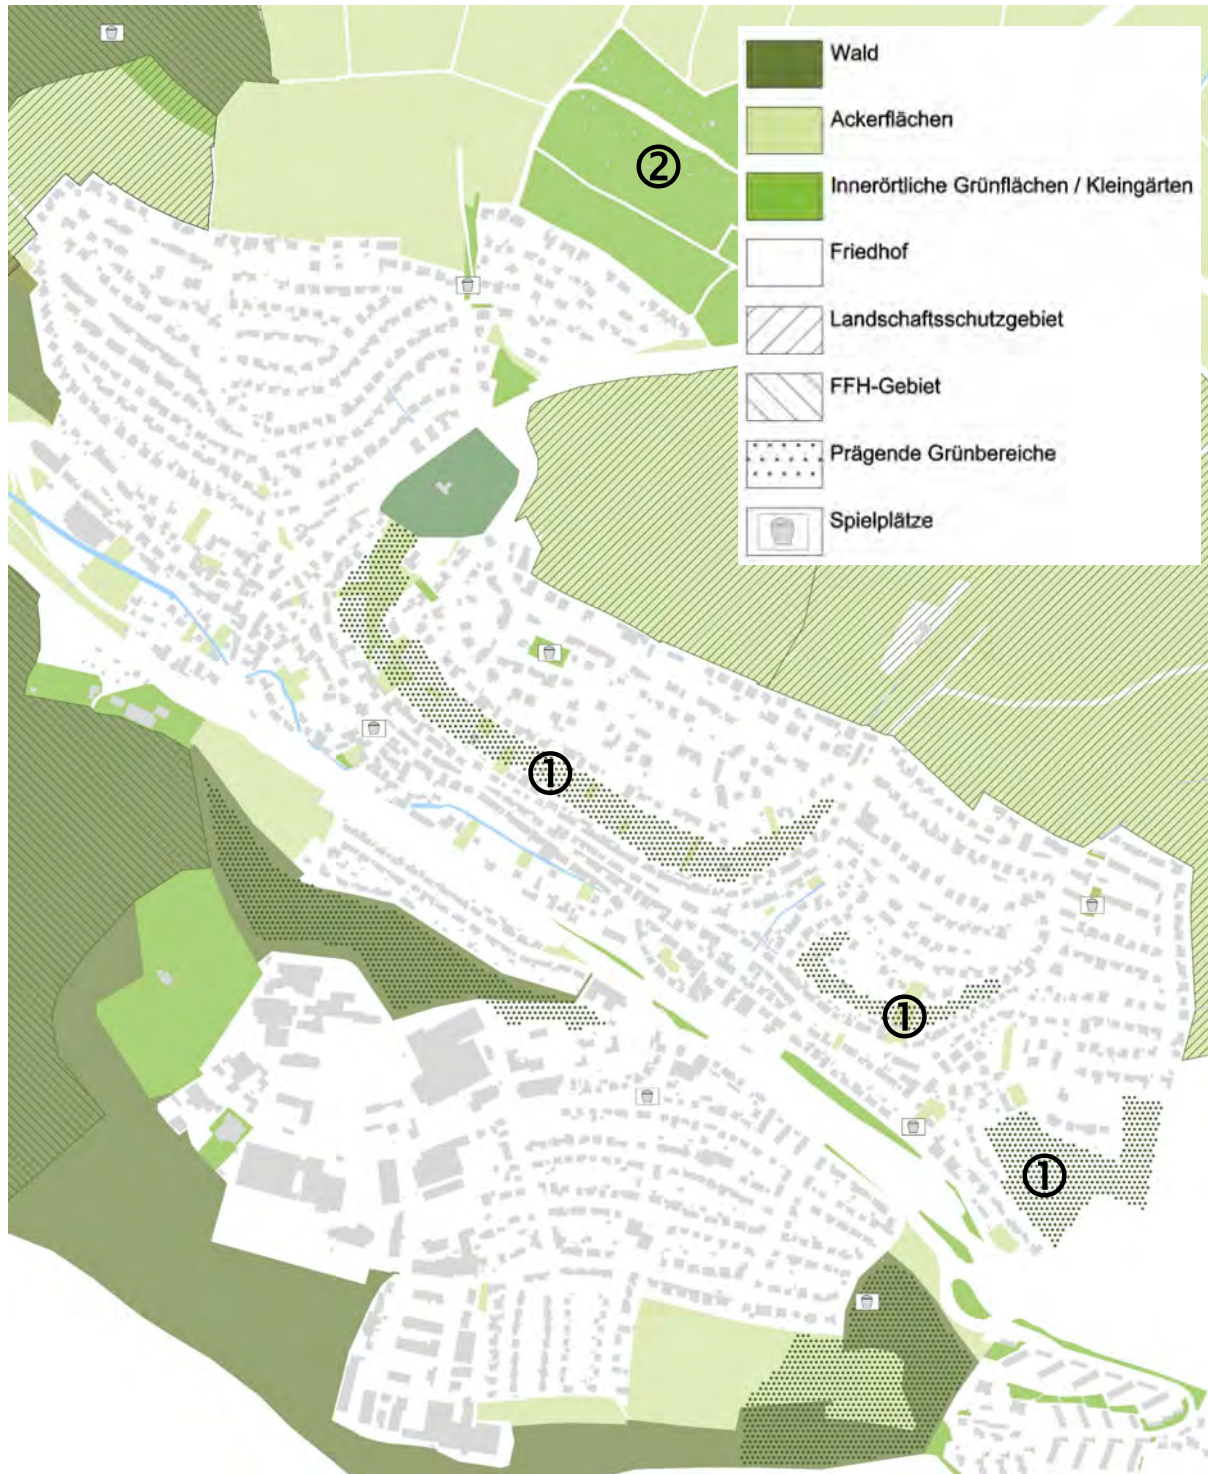 Wald
Ackerflächen
②
Innerörtliche Grünflächen / Kleingärten
Friedhof
Landschaftsschutzgebiet
FFH-Gebiet
Prägende Grünbereiche
Spielplätze
①
①
①